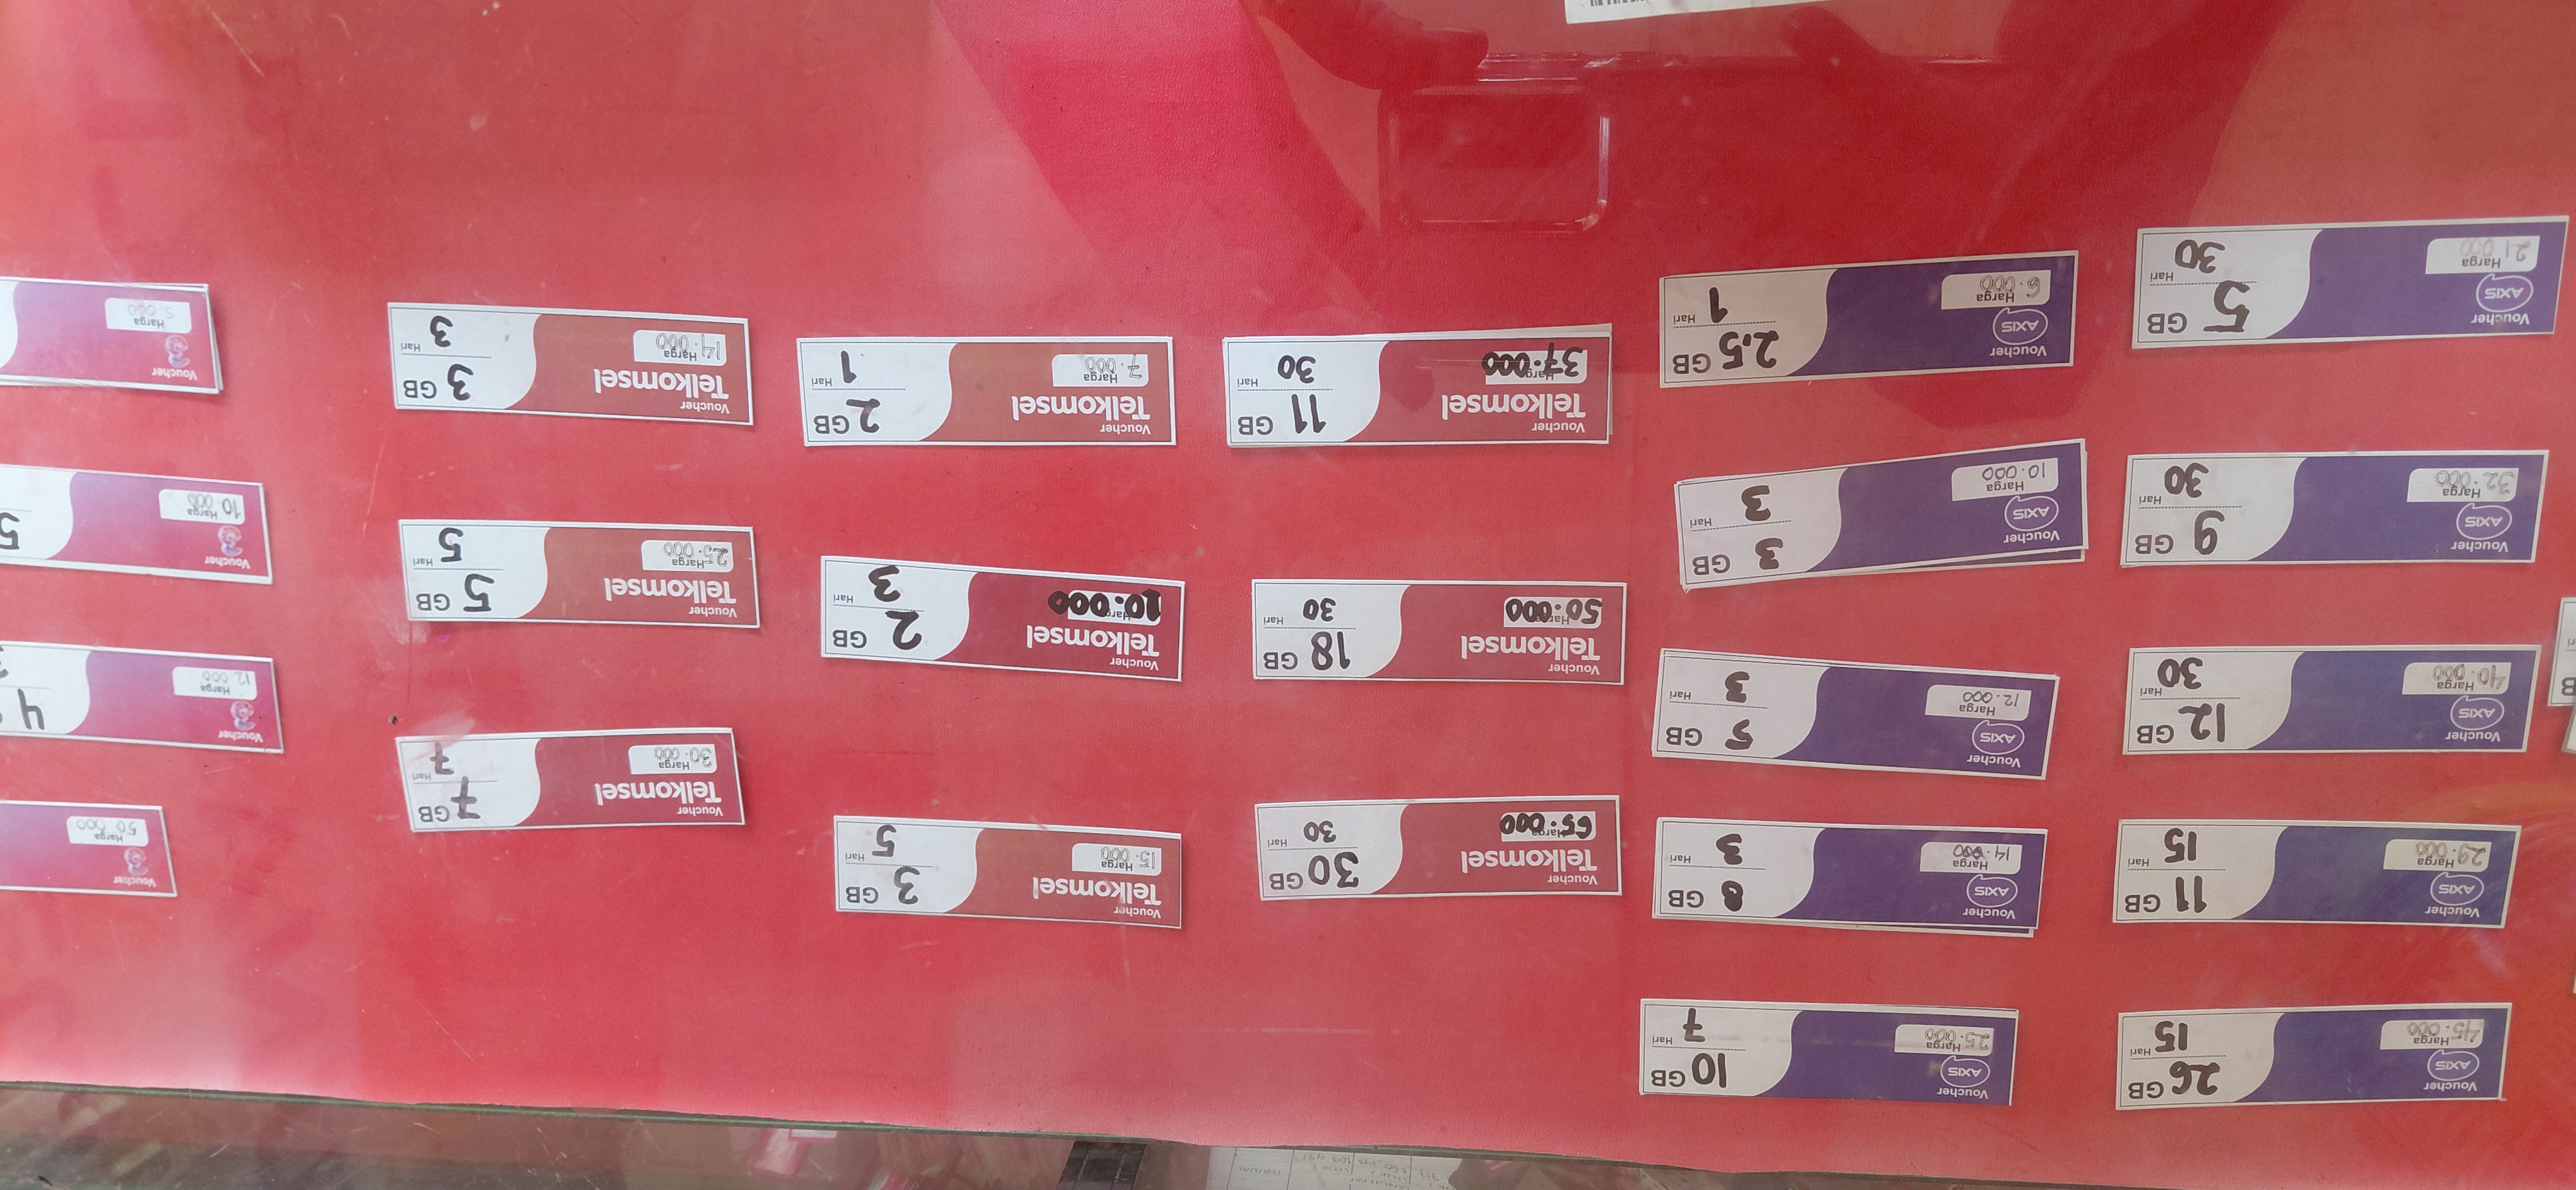 Voucher
AXIS
Harga
45.000
26 GB
15 Hari
Voucher
AXIS
Harga
29.000
11 GB
15 Hari
Voucher
AXIS
Harga
40.000
12 GB
30 Hari
Voucher
AXIS
Harga
32.000
9 GB
30 Hari
Voucher
AXIS
Harga
21.000
5 GB
30 Hari
Voucher
AXIS
Harga
25.000
10 GB
7 Hari
Voucher
AXIS
Harga
14.000
8 GB
3 Hari
Voucher
AXIS
Harga
12.000
5 GB
3 Hari
Voucher
AXIS
Harga
10.000
3 GB
3 Hari
Voucher
AXIS
Harga
6.000
2,5 GB
1 Hari
Voucher
Telkomsel
Harga
65.000
30 GB
30 Hari
Voucher
Telkomsel
Harga
50.000
18 GB
30 Hari
Voucher
Telkomsel
Harga
37.000
11 GB
30 Hari
Voucher
Telkomsel
Harga
15.000
3 GB
5 Hari
Voucher
Telkomsel
Harga
10.000
2 GB
3 Hari
Voucher
Telkomsel
Harga
7.000
2 GB
1 Hari
Voucher
Telkomsel
Harga
30.000
7 GB
7 Hari
Voucher
Telkomsel
Harga
25.000
5 GB
5 Hari
Voucher
Telkomsel
Harga
14.000
3 GB
3 Hari
Voucher
3
Harga
50.000
Voucher
3
Harga
12.000
4
Voucher
3
Harga
10.000
5
Voucher
3
Harga
5.000